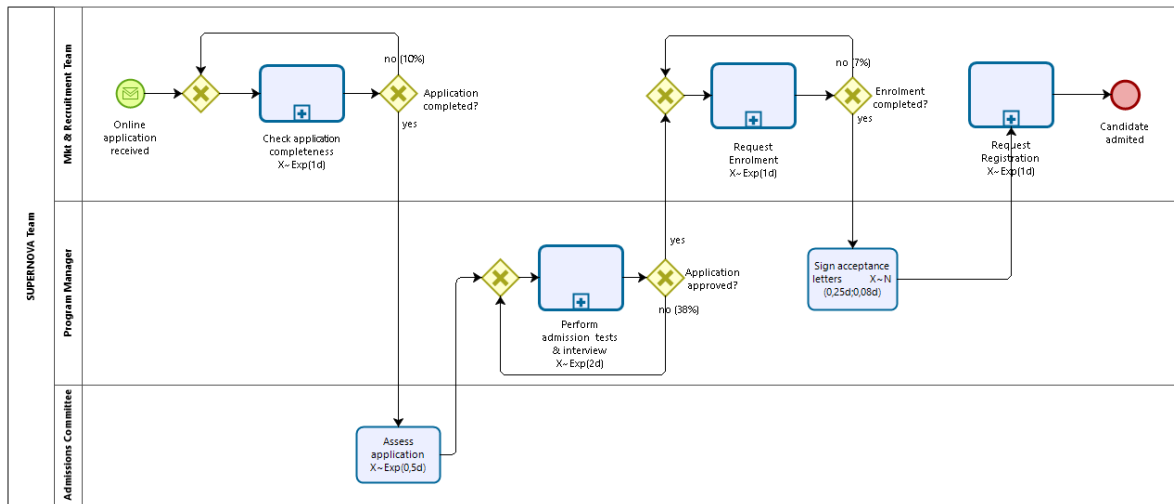 SUPERNOVA Team
Mkt & Recruitment Team
Online
application
received
Check application
completeness
X~Exp(1d)
no (10%)
Application
completed?
yes
Request
Enrolment
X~Exp(1d)
no (7%)
Enrolment
completed?
yes
Request
Registration
X~Exp(1d)
Candidate
admited
Program Manager
Perform
admission tests
& interview
X~Exp(2d)
yes
Application
approved?
no (38%)
Sign acceptance
letters X~N
(0,25d;0,08d)
Admissions Committee
Assess
application
X~Exp(0,5d)